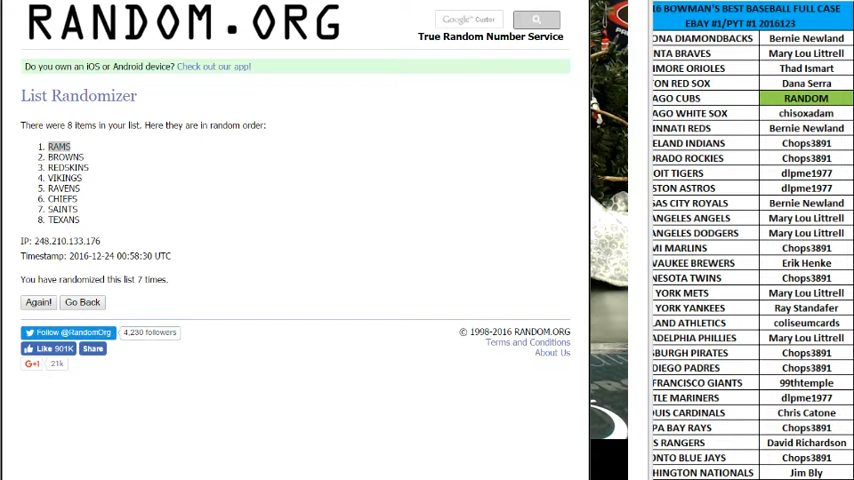 RANDOM.ORG
Google™ Custom
True Random Number Service
Do you own an iOS or Android device? Check out our app!
List Randomizer
There were 8 items in your list. Here they are in random order:
1. RAMS
2. BROWNS
3. REDSKINS
4. VIKINGS
5. RAVENS
6. CHIEFS
7. SAINTS
8. TEXANS
IP: 248.210.133.176
Timestamp: 2016-12-24 00:58:30 UTC
You have randomized this list 7 times.
Again! Go Back
Follow @RandomOrg 4,230 followers
Like 901K Share
G+1 21k
© 1998-2016 RANDOM.ORG
Terms and Conditions
About Us
16 BOWMAN'S BEST BASEBALL FULL CASE
EBAY #1/PYT #1 2016123
ONA DIAMONDBACKS Bernie Newland
NTA BRAVES Mary Lou Littrell
IMORE ORIOLES Thad Ismart
TON RED SOX Dana Serra
AGO CUBS RANDOM
AGO WHITE SOX chisoxadam
INNATI REDS Bernie Newland
ELAND INDIANS Chops3891
ORADO ROCKIES Chops3891
OIT TIGERS dlpme1977
STON ASTROS dlpme1977
SAS CITY ROYALS Bernie Newland
ANGELES ANGELS Mary Lou Littrell
ANGELES DODGERS Mary Lou Littrell
MI MARLINS Chops3891
WAUKEE BREWERS Erik Henke
NESOTA TWINS Chops3891
YORK METS Mary Lou Littrell
YORK YANKEES Ray Standafer
LAND ATHLETICS coliseumcards
ADELPHIA PHILLIES Mary Lou Littrell
SBURGH PIRATES Chops3891
DIEGO PADRES Chops3891
FRANCISCO GIANTS 99thtemple
TLE MARINERS dlpme1977
OUIS CARDINALS Chris Catone
PA BAY RAYS Chops3891
S RANGERS David Richardson
ONTO BLUE JAYS Chops3891
HINGTON NATIONALS Jim Bly